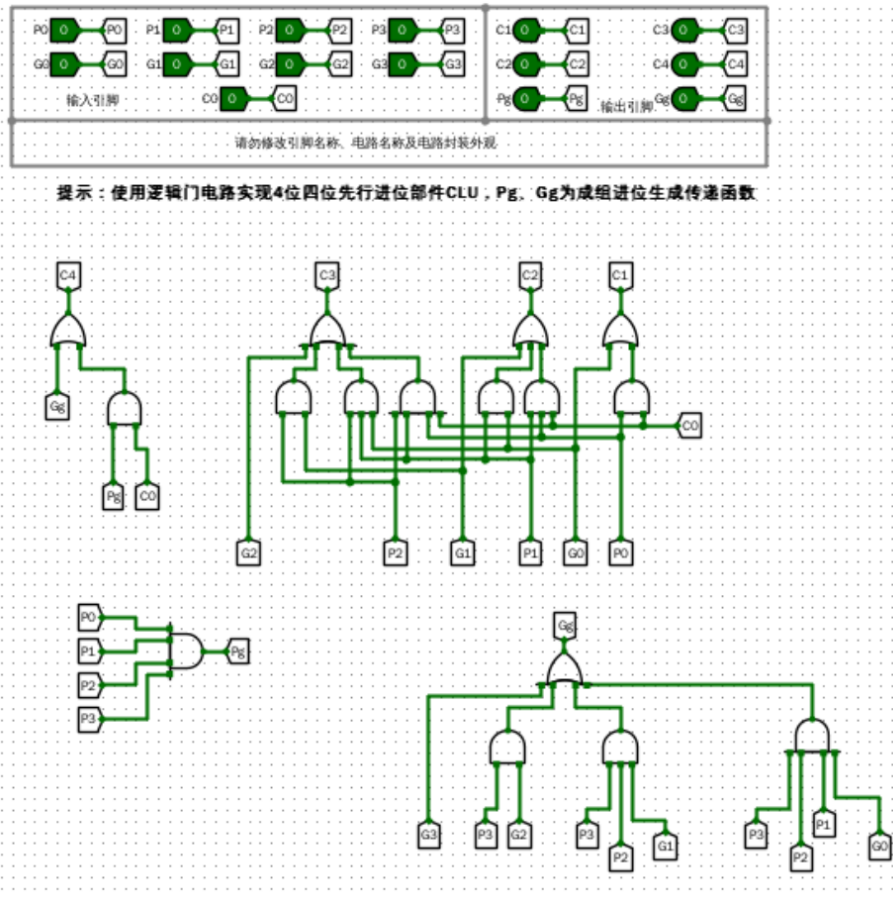 P0 0 P0 P1 0 P1 P2 0 P2 P3 0 P3 C1 0 C1 C3 0 C3
G0 0 G0 G1 0 G1 G2 0 G2 G3 0 G3 C2 0 C2 C4 0 C4
输入引脚 C0 0 C0 Pg 0 Pg 输出引脚 Gg 0 Gg
请勿修改引脚名称、电路名称及电路封装外观
提示：使用逻辑门电路实现4位四位先行进位部件CLU，Pg、Gg为成组进位生成传递函数
C4 C3 C2 C1
Gg C0
Pg C0
G2 P2 G1 P1 G0 P0
P0 Gg
P1 Pg
P2
P3
G3 P3 G2 P3 P2 G1 P3 P2 P1 G0